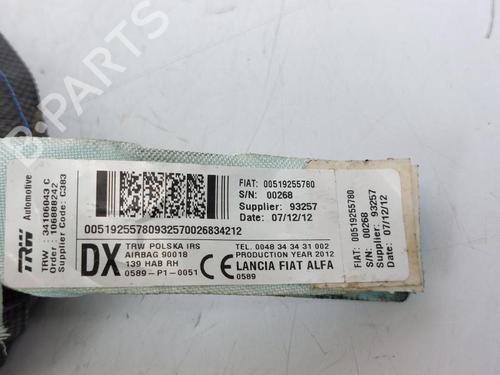 TRW Automotive
TRW : 34106043 C
Order : 106888242
Supplier Code: C383
FIAT: 00519255780
S/N: 00268
Supplier: 93257
Date: 07/12/12
00519255780932570026834212
DX
TRW POLSKA IRS
AIRBAG 90018
139 HAB RH
0589-P1-0051
TEL. 0048 34 34 31 002
PRODUCTION YEAR 2012
LANCIA FIAT ALFA
CE
0589
FIAT: 00519255780
S/N: 00268
Supplier: 93257
Date: 07/12/12
B-PARTS